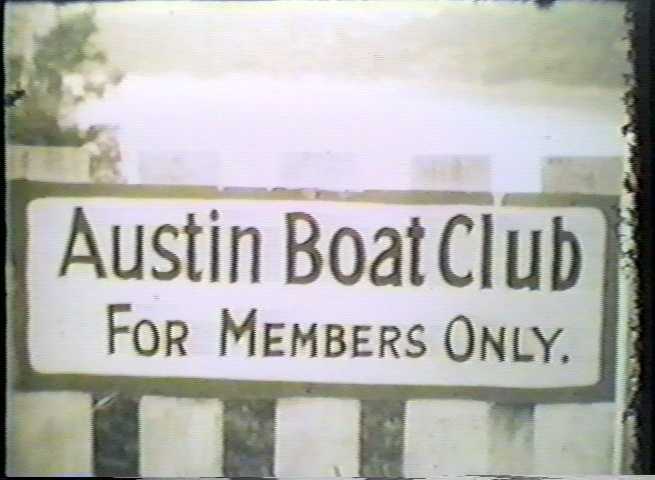 Austin Boat Club
For Members Only.